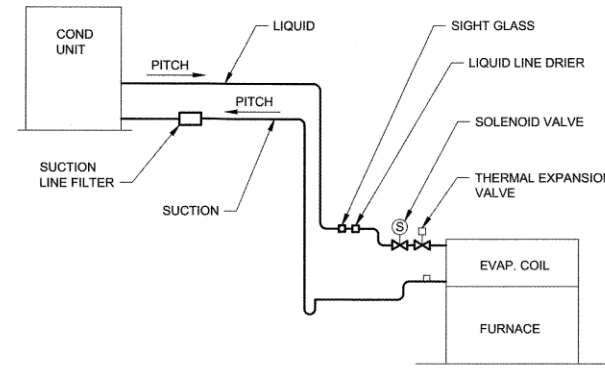 COND
UNIT
LIQUID
SIGHT GLASS
PITCH
LIQUID LINE DRIER
PITCH
SOLENOID VALVE
SUCTION
LINE FILTER
THERMAL EXPANSION
VALVE
SUCTION
S
EVAP. COIL
FURNACE